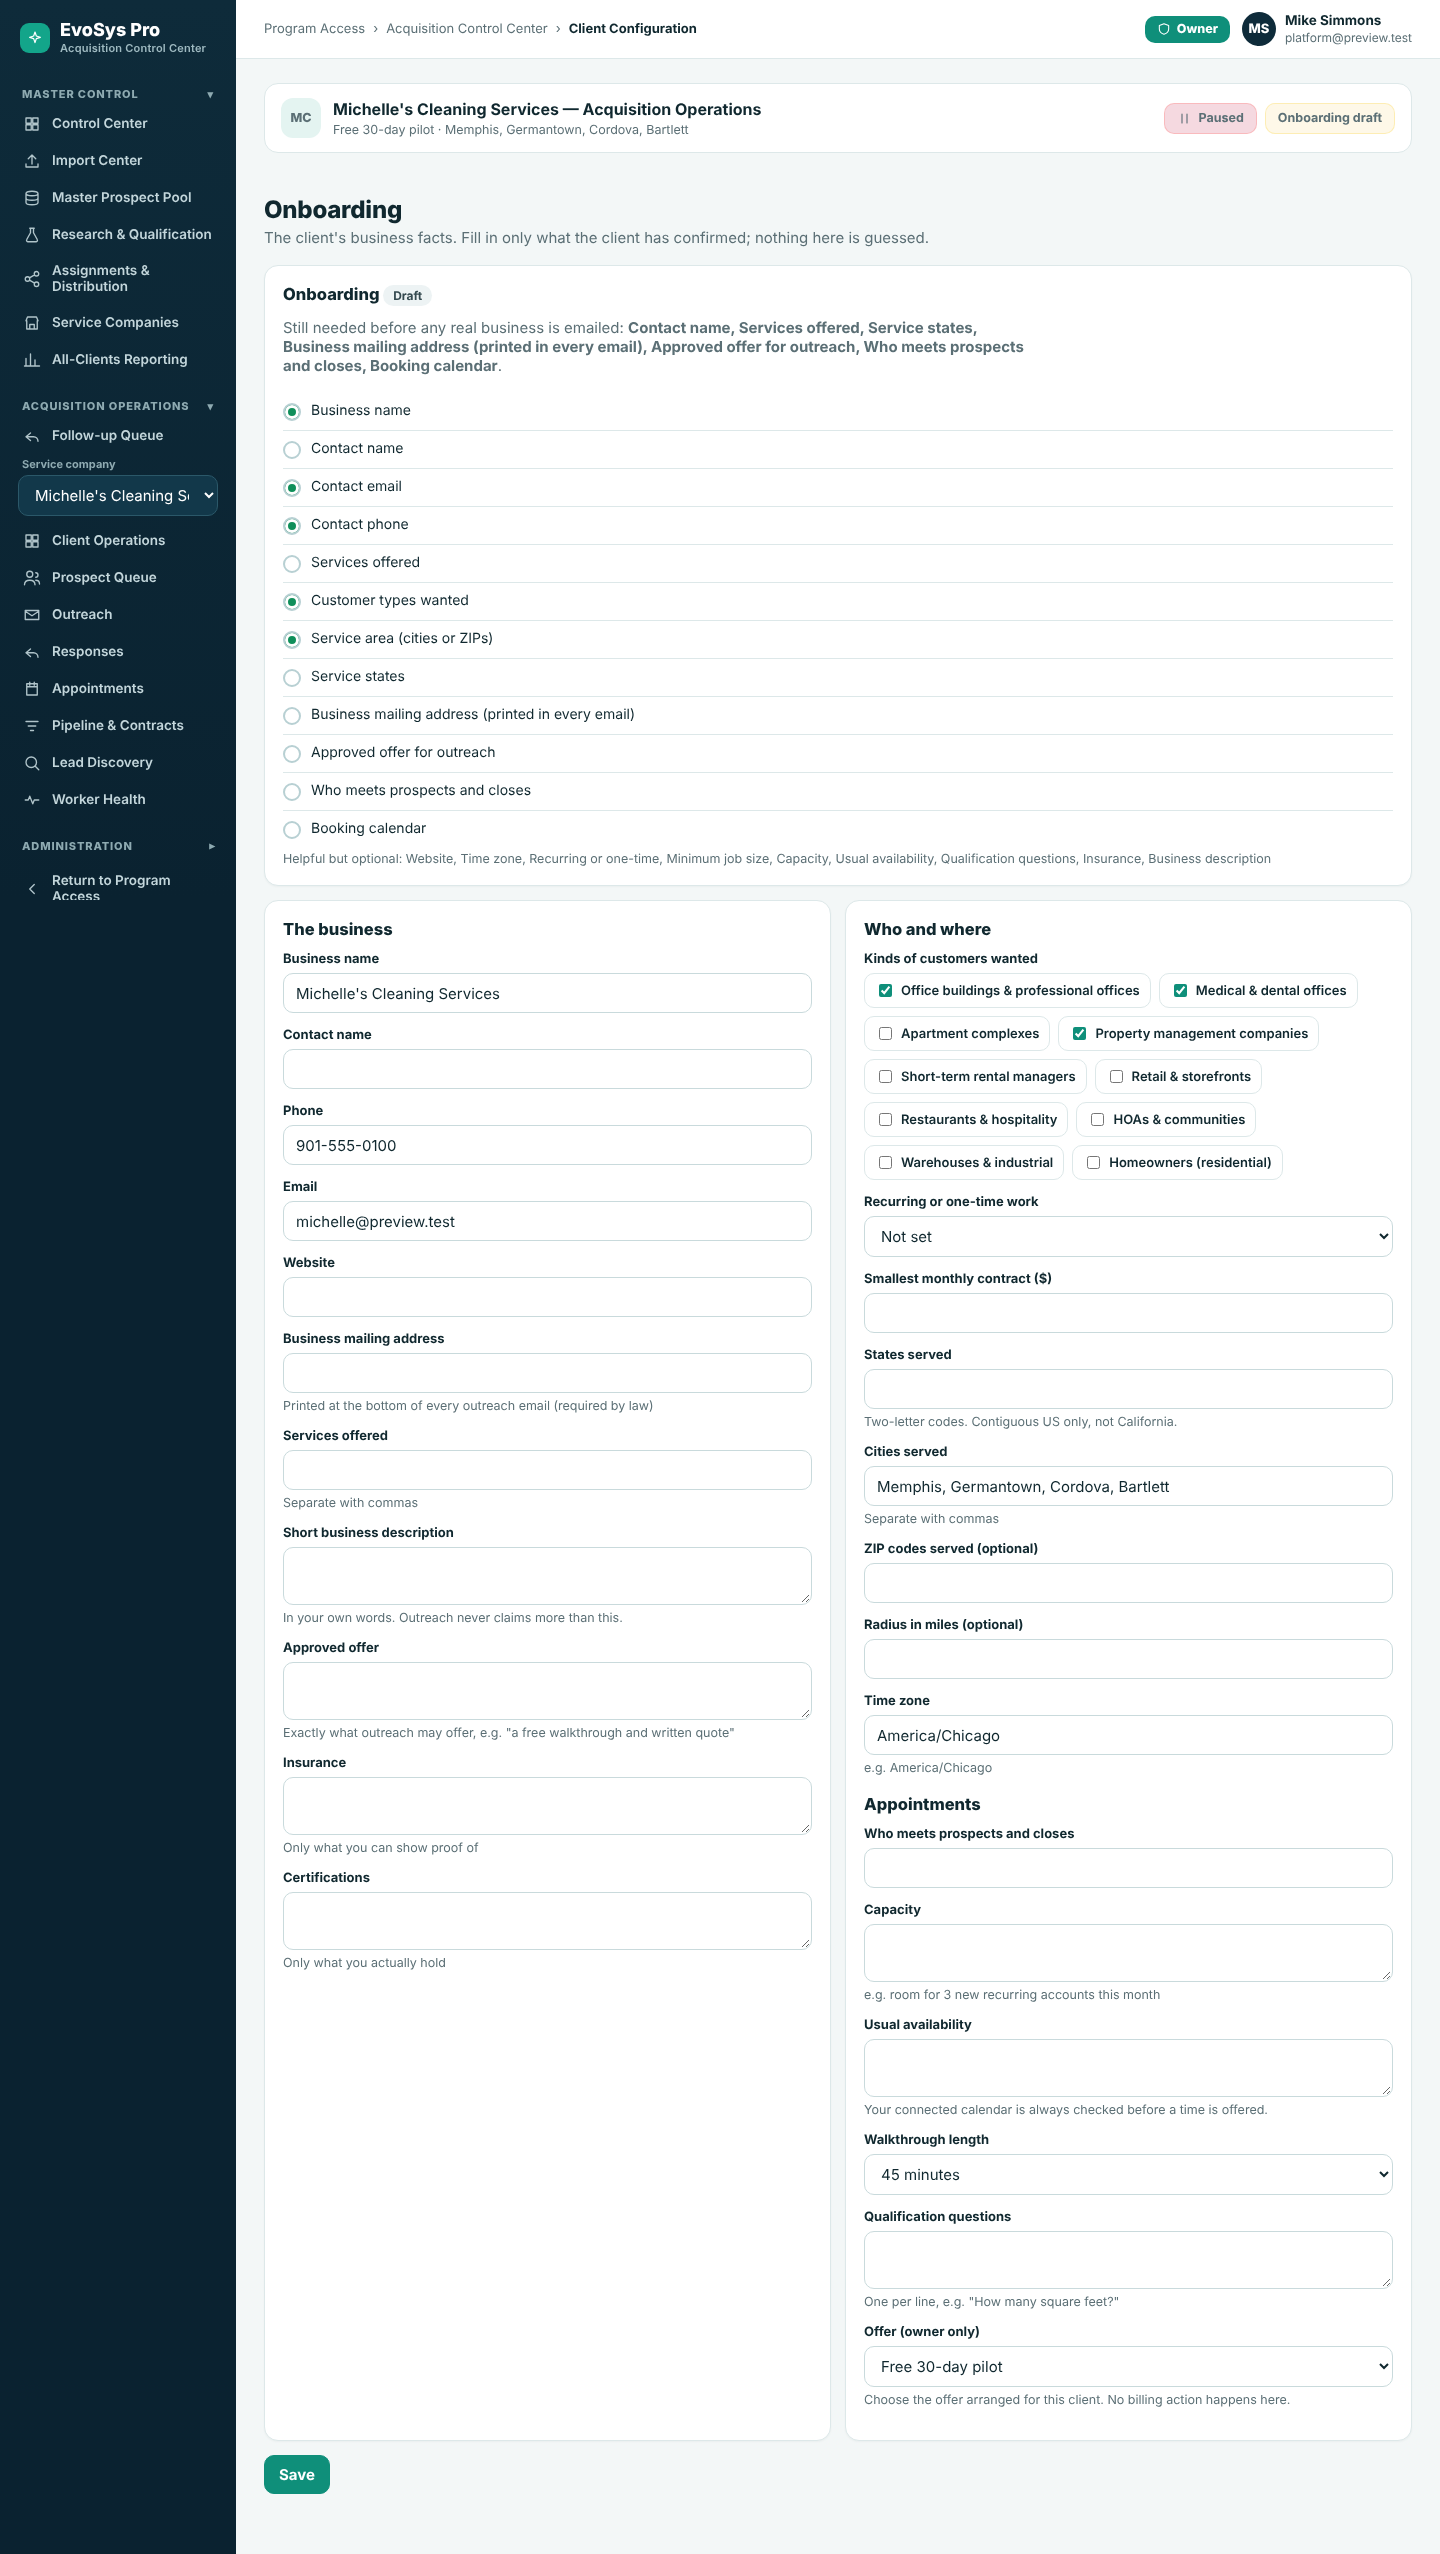 EvoSys Pro
Acquisition Control Center
MASTER CONTROL
Control Center
Import Center
Master Prospect Pool
Research & Qualification
Assignments &
Distribution
Service Companies
All-Clients Reporting
ACQUISITION OPERATIONS
Follow-up Queue
Service company
Michelle's Cleaning Se
Client Operations
Prospect Queue
Outreach
Responses
Appointments
Pipeline & Contracts
Lead Discovery
Worker Health
ADMINISTRATION
Return to Program
Access
Program Access › Acquisition Control Center › Client Configuration
Owner
MS
Mike Simmons
platform@preview.test
MC
Michelle's Cleaning Services — Acquisition Operations
Free 30-day pilot · Memphis, Germantown, Cordova, Bartlett
Paused
Onboarding draft
Onboarding
The client's business facts. Fill in only what the client has confirmed; nothing here is guessed.
Onboarding Draft
Still needed before any real business is emailed: Contact name, Services offered, Service states,
Business mailing address (printed in every email), Approved offer for outreach, Who meets prospects
and closes, Booking calendar.
Business name
Contact name
Contact email
Contact phone
Services offered
Customer types wanted
Service area (cities or ZIPs)
Service states
Business mailing address (printed in every email)
Approved offer for outreach
Who meets prospects and closes
Booking calendar
Helpful but optional: Website, Time zone, Recurring or one-time, Minimum job size, Capacity, Usual availability, Qualification questions, Insurance, Business description
The business
Business name
Michelle's Cleaning Services
Contact name
Phone
901-555-0100
Email
michelle@preview.test
Website
Business mailing address
Printed at the bottom of every outreach email (required by law)
Services offered
Separate with commas
Short business description
In your own words. Outreach never claims more than this.
Approved offer
Exactly what outreach may offer, e.g. "a free walkthrough and written quote"
Insurance
Only what you can show proof of
Certifications
Only what you actually hold
Who and where
Kinds of customers wanted
Office buildings & professional offices
Medical & dental offices
Apartment complexes
Property management companies
Short-term rental managers
Retail & storefronts
Restaurants & hospitality
HOAs & communities
Warehouses & industrial
Homeowners (residential)
Recurring or one-time work
Not set
Smallest monthly contract ($)
States served
Two-letter codes. Contiguous US only, not California.
Cities served
Memphis, Germantown, Cordova, Bartlett
Separate with commas
ZIP codes served (optional)
Radius in miles (optional)
Time zone
America/Chicago
e.g. America/Chicago
Appointments
Who meets prospects and closes
Capacity
e.g. room for 3 new recurring accounts this month
Usual availability
Your connected calendar is always checked before a time is offered.
Walkthrough length
45 minutes
Qualification questions
One per line, e.g. "How many square feet?"
Offer (owner only)
Free 30-day pilot
Choose the offer arranged for this client. No billing action happens here.
Save